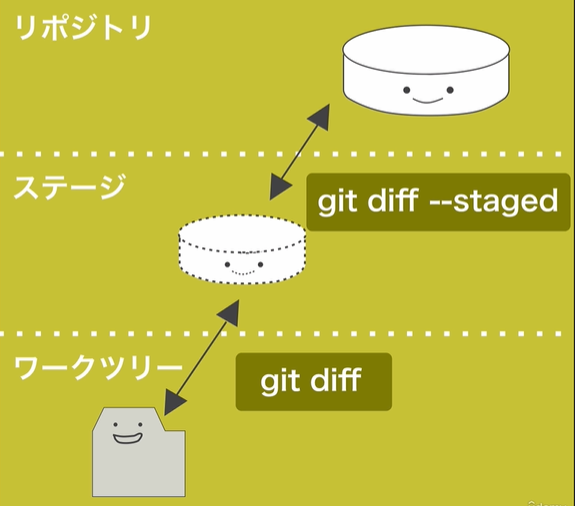 リポジトリ
ステージ
git diff --staged
ワークツリー
git diff